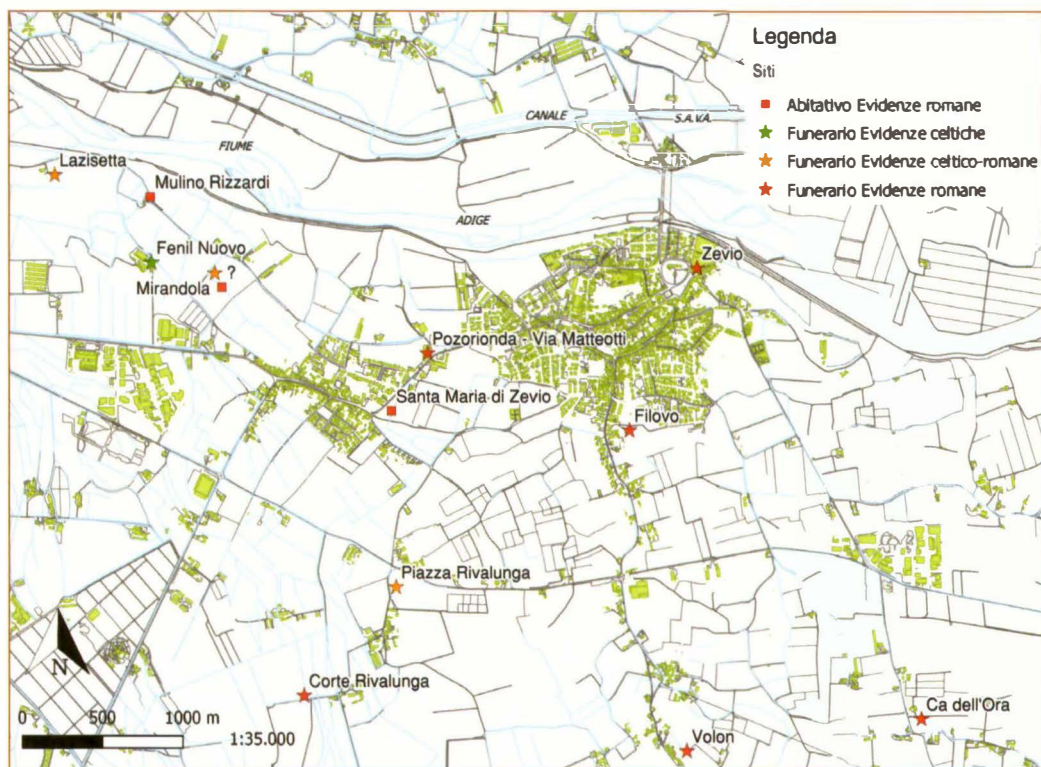 Legenda
Siti
Abitativo Evidenze romane
Funerario Evidenze celtiche
Funerario Evidenze celtico-romane
Funerario Evidenze romane
CANALE
S.A.V.A.
FIUME
ADIGE
Lazisetta
Mulino Rizzardi
Fenil Nuovo
?
Mirandola
Zevio
Pozorionda - Via Matteotti
Santa Maria di Zevio
Filovo
Piazza Rivalunga
Corte Rivalunga
Ca dell'Ora
Volon
N
0 500 1000 m
1:35.000